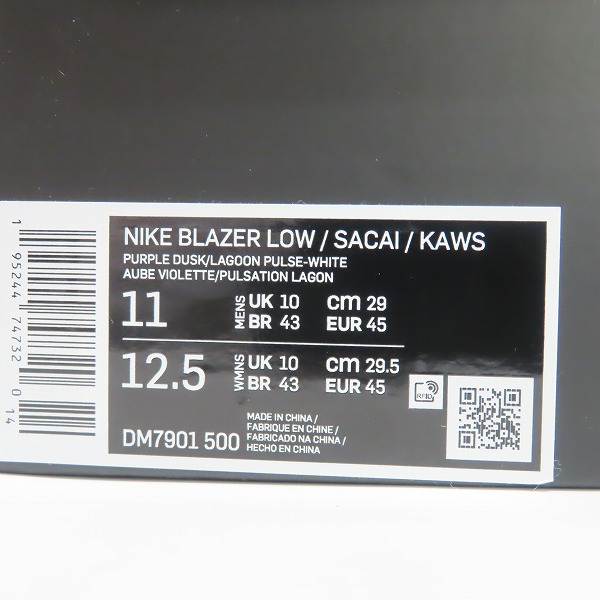 NIKE BLAZER LOW / SACAI / KAWS
PURPLE DUSK/LAGOON PULSE-WHITE
AUBE VIOLETTE/PULSATION LAGON
11 MENS UK 10 CM 29
BR 43 EUR 45
12.5 WMNS UK 10 CM 29.5
BR 43 EUR 45
RFID
DM7901 500
MADE IN CHINA /
FABRIQUE EN CHINE /
FABRICADO NA CHINA /
HECHO EN CHINA
1 95244 74732 0 14